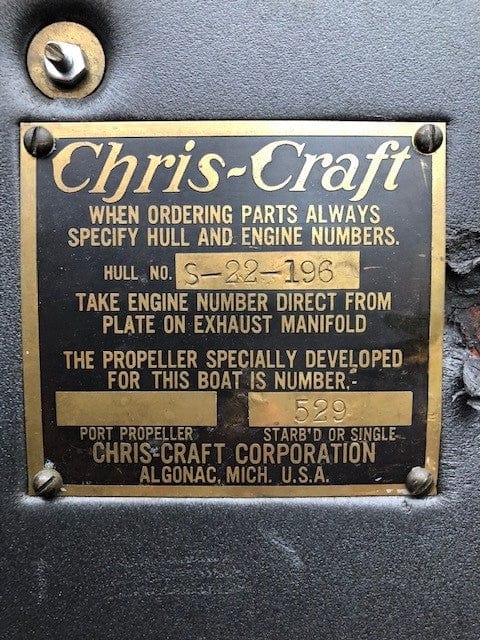 Chris-Craft
WHEN ORDERING PARTS ALWAYS
SPECIFY HULL AND ENGINE NUMBERS.
HULL NO. S-22-196
TAKE ENGINE NUMBER DIRECT FROM
PLATE ON EXHAUST MANIFOLD
THE PROPELLER SPECIALLY DEVELOPED
FOR THIS BOAT IS NUMBER.-
529
PORT PROPELLER STARB'D OR SINGLE
CHRIS-CRAFT CORPORATION
ALGONAC, MICH. U.S.A.